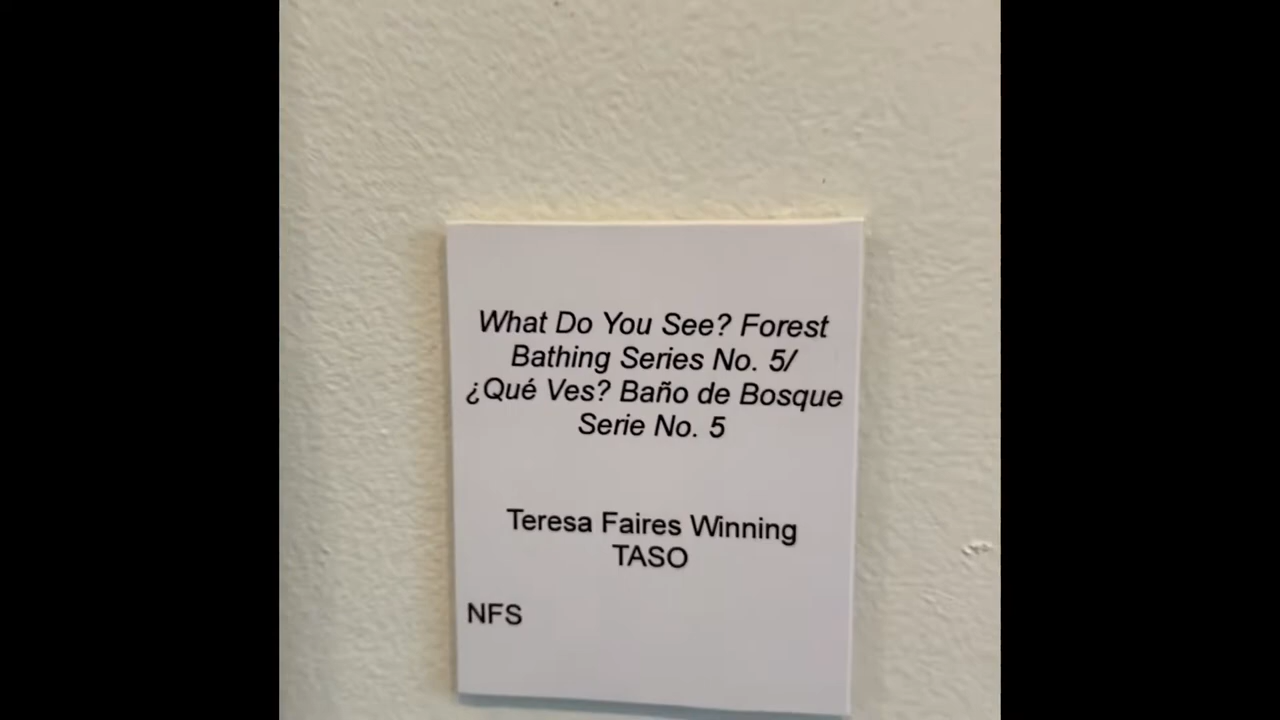 What Do You See? Forest
Bathing Series No. 5/
¿Qué Ves? Baño de Bosque
Serie No. 5
Teresa Faires Winning
TASO
NFS